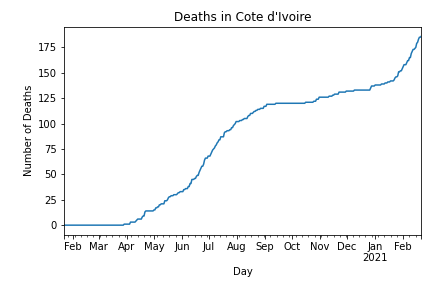 Deaths in Cote d'Ivoire
Number of Deaths
175
150
125
100
75
50
25
0
Feb Mar Apr May Jun Jul Aug Sep Oct Nov Dec Jan Feb
2021
Day